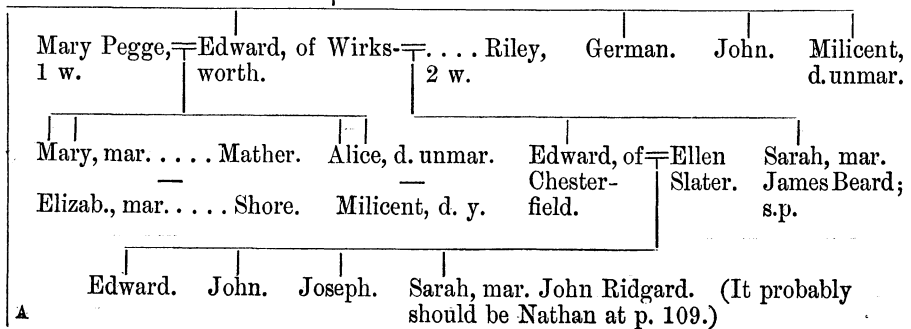 Mary Pegge,=Edward, of Wirks-=. . . . Riley, German. John. Milicent,
1 w. worth. 2 w. d. unmar.
Mary, mar. . . . . Mather. Alice, d. unmar. Edward, of=Ellen Sarah, mar.
Chester- Slater. James Beard;
Elizab., mar. . . . . Shore. Milicent, d. y. field. s.p.
Edward. John. Joseph. Sarah, mar. John Ridgard. (It probably
A should be Nathan at p. 109.)